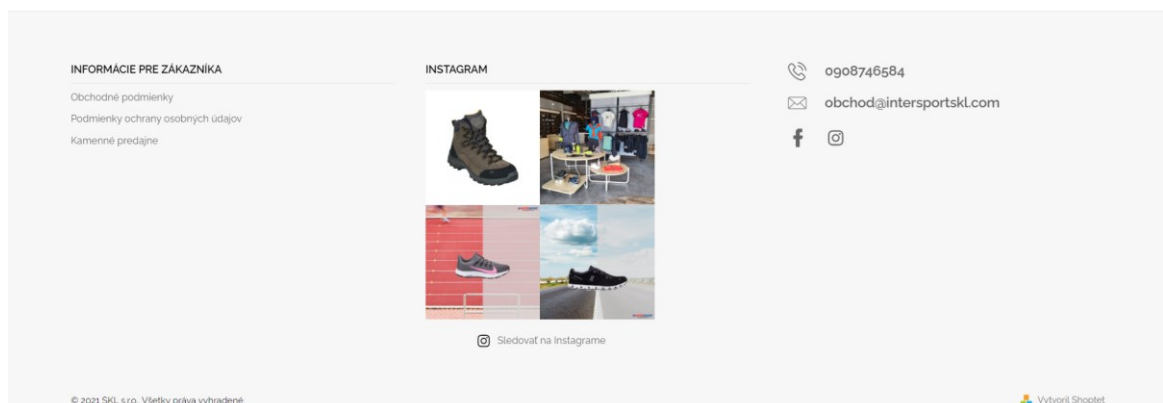 INFORMÁCIE PRE ZÁKAZNÍKA
Obchodné podmienky
Podmienky ochrany osobných údajov
Kamenné predajne
INSTAGRAM
Sledovať na Instagrame
0908746584
obchod@intersportskl.com
© 2021 SKL s.r.o. Všetky práva vyhradené.
Vytvoril Shoptet